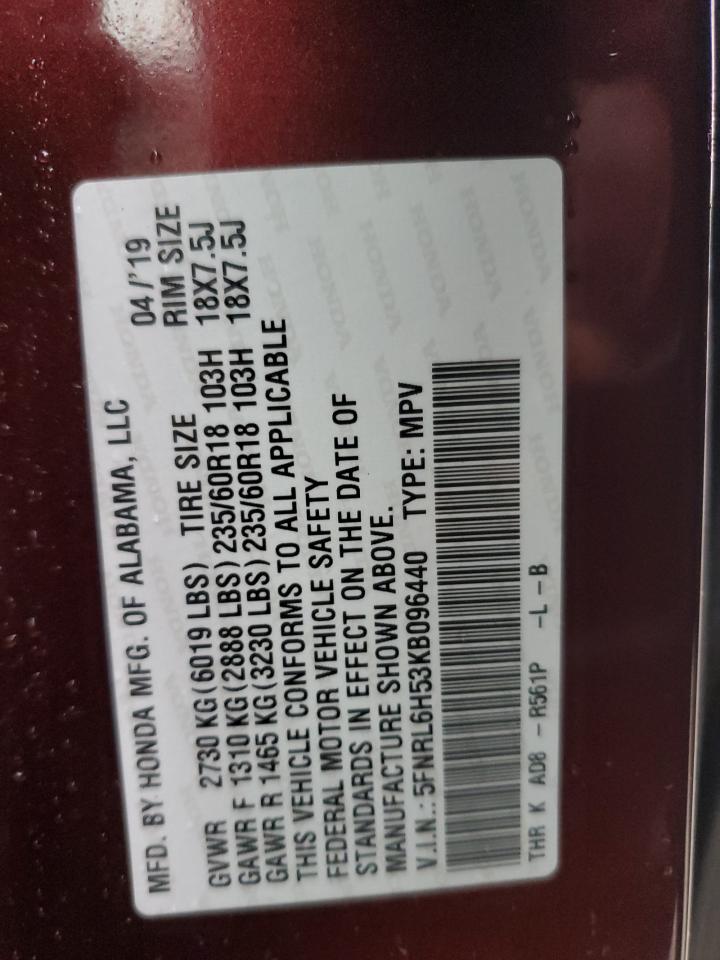 MFD. BY HONDA MFG. OF ALABAMA, LLC 04/'19
GVWR 2730 KG(6019 LBS) TIRE SIZE RIM SIZE
GAWR F 1310 KG(2888 LBS)235/60R18 103H 18X7.5J
GAWR R 1465 KG(3230 LBS)235/60R18 103H 18X7.5J
THIS VEHICLE CONFORMS TO ALL APPLICABLE
FEDERAL MOTOR VEHICLE SAFETY
STANDARDS IN EFFECT ON THE DATE OF
MANUFACTURE SHOWN ABOVE.
V.I.N.: 5FNRL6H53KB096440 TYPE: MPV
THR K AD8 - R561P - L - B
HONDA HONDA HONDA